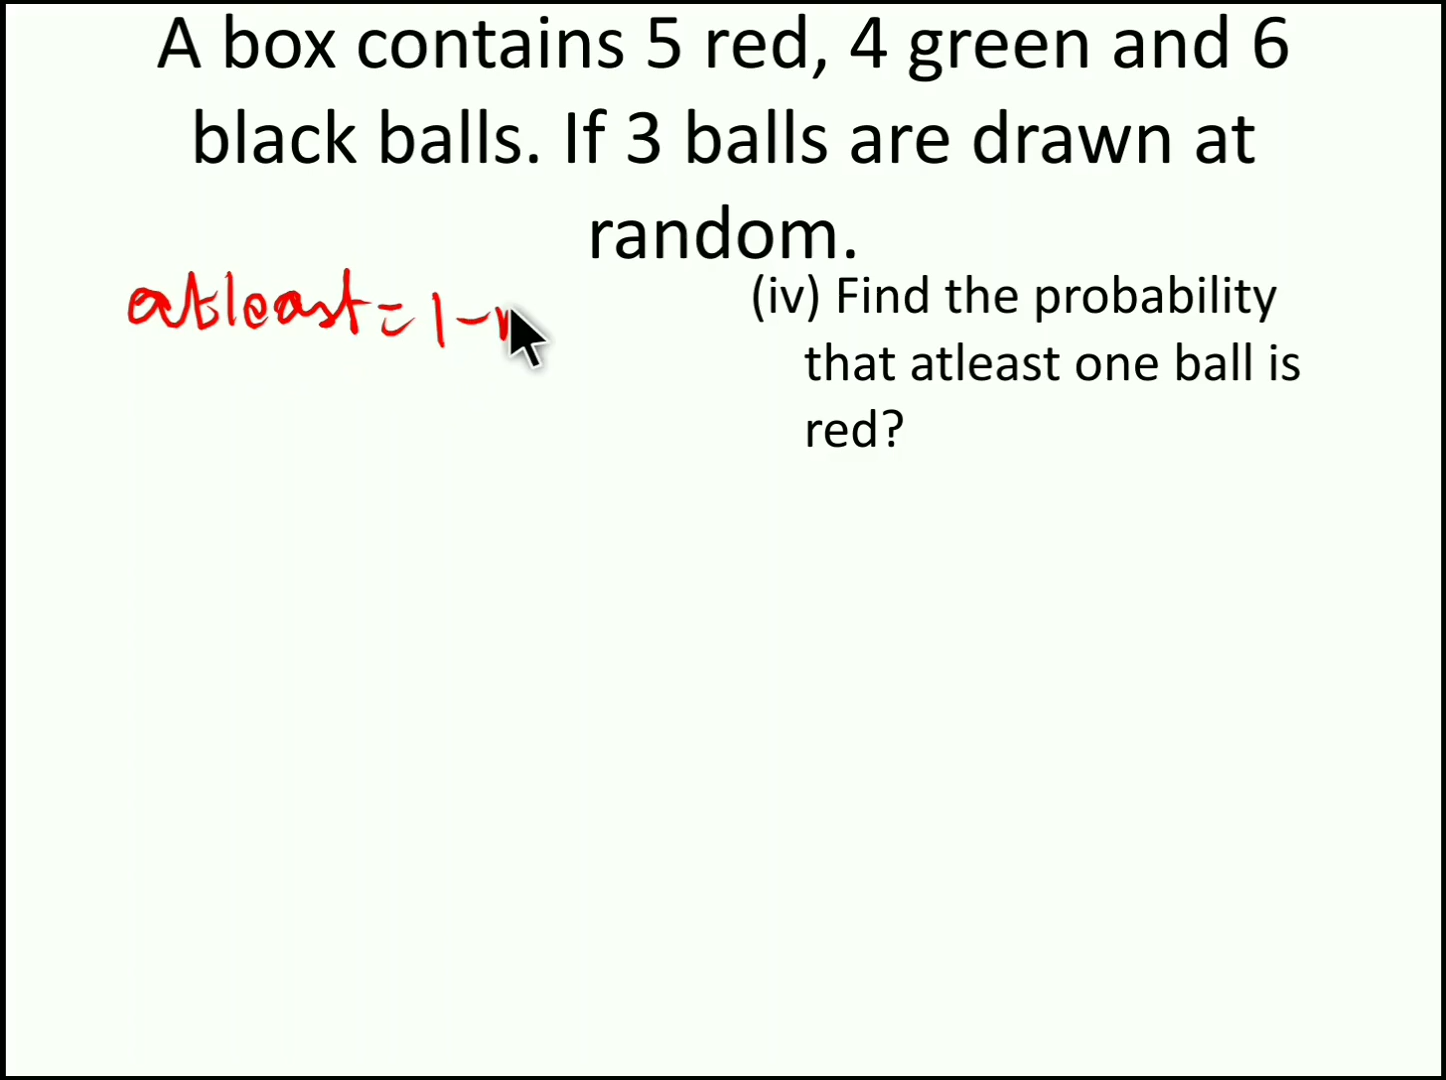 A box contains 5 red, 4 green and 6
black balls. If 3 balls are drawn at
random.
atleast = 1 -
(iv) Find the probability
that atleast one ball is
red?